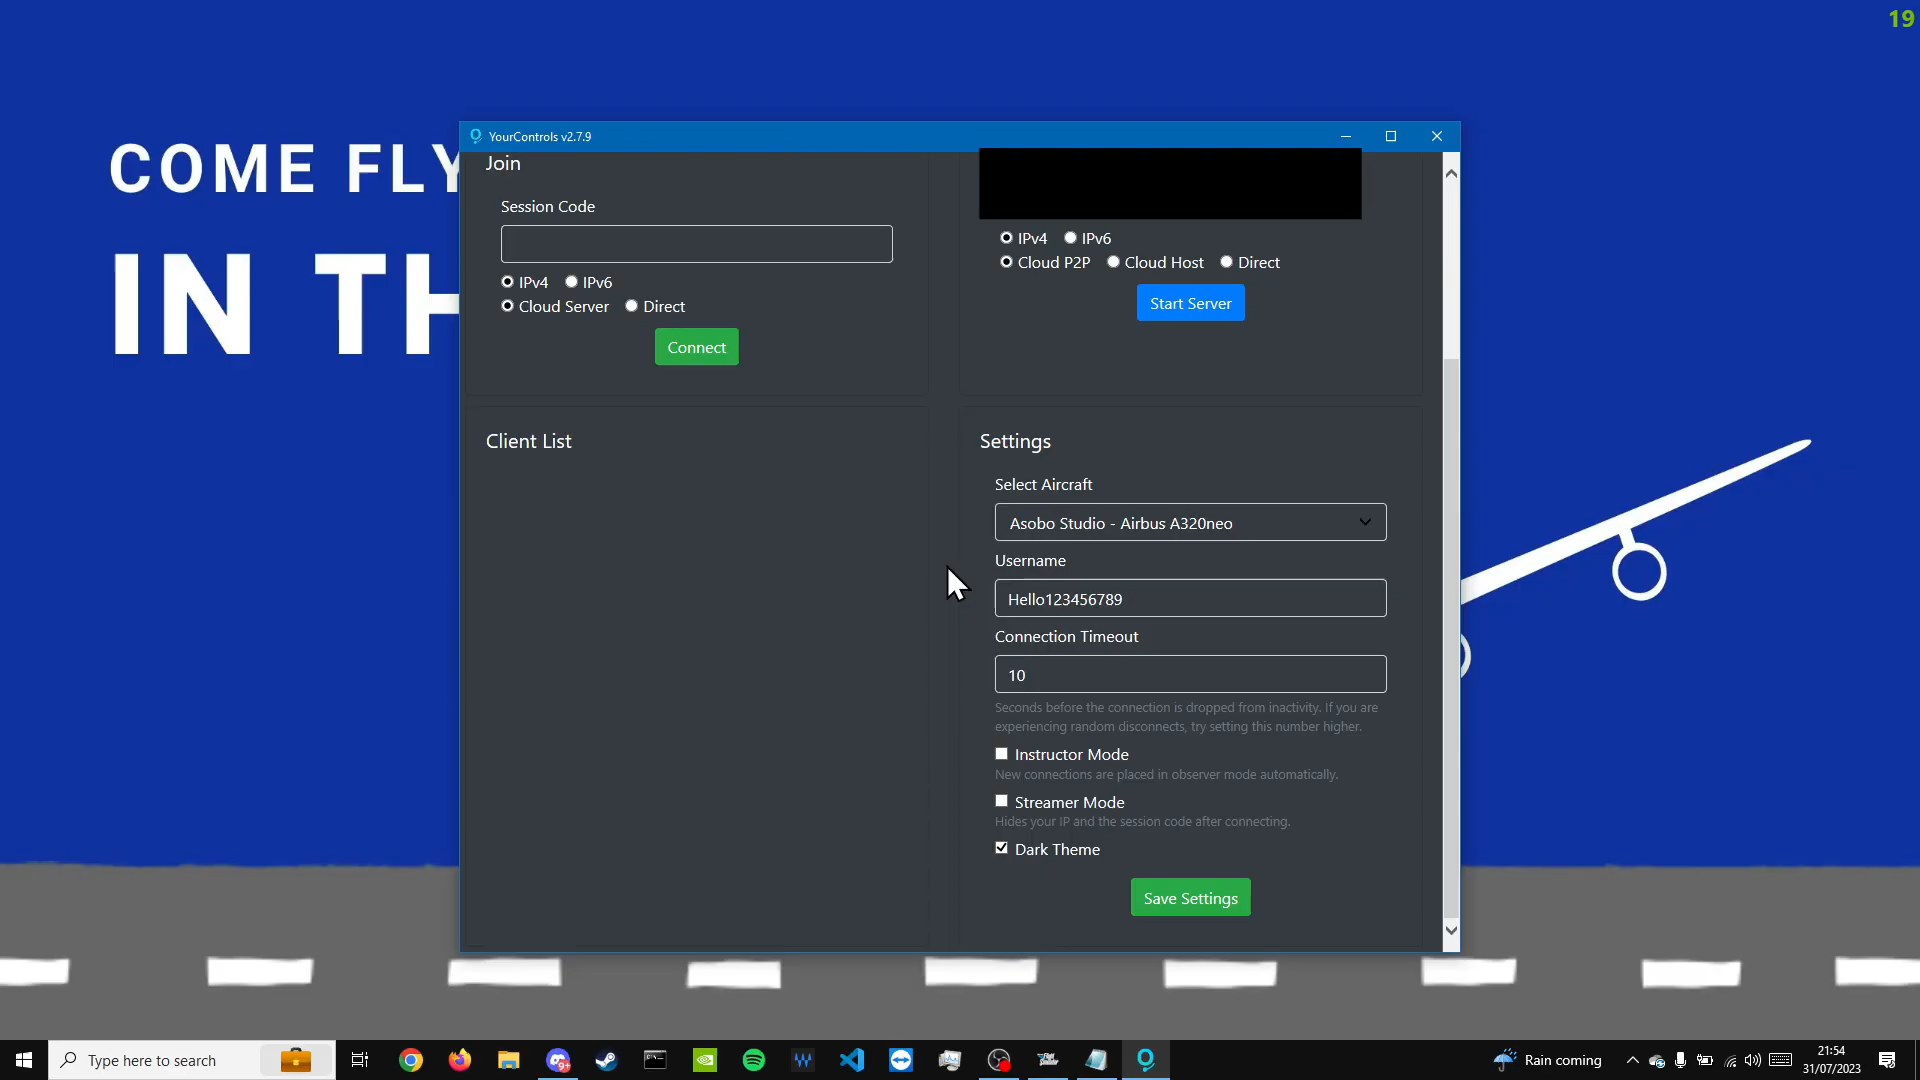 19
COME FLY
IN TH
YourControls v2.7.9
Join
Session Code
IPv4 IPv6
Cloud Server Direct
Connect
IPv4 IPv6
Cloud P2P Cloud Host Direct
Start Server
Client List
Settings
Select Aircraft
Asobo Studio - Airbus A320neo
Username
Hello123456789
Connection Timeout
10
Seconds before the connection is dropped from inactivity. If you are
experiencing random disconnects, try setting this number higher.
Instructor Mode
New connections are placed in observer mode automatically.
Streamer Mode
Hides your IP and the session code after connecting.
Dark Theme
Save Settings
Type here to search
9+
Rain coming
21:54
31/07/2023